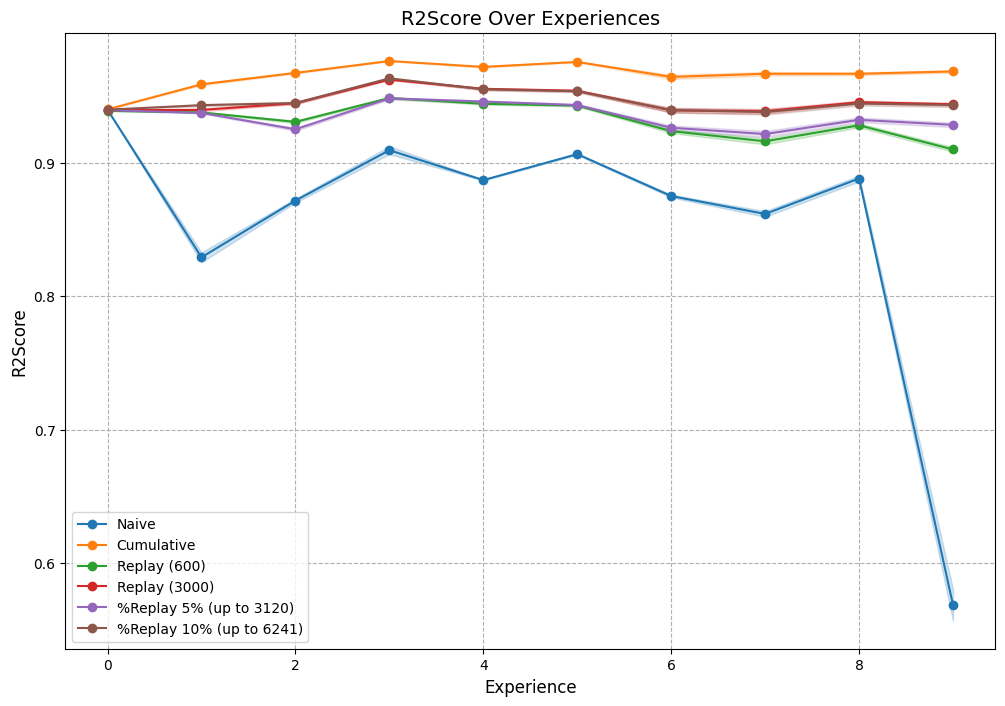 R2Score Over Experiences
R2Score
0.9
0.8
0.7
0.6
Naive
Cumulative
Replay (600)
Replay (3000)
%Replay 5% (up to 3120)
%Replay 10% (up to 6241)
0 2 4 6 8
Experience